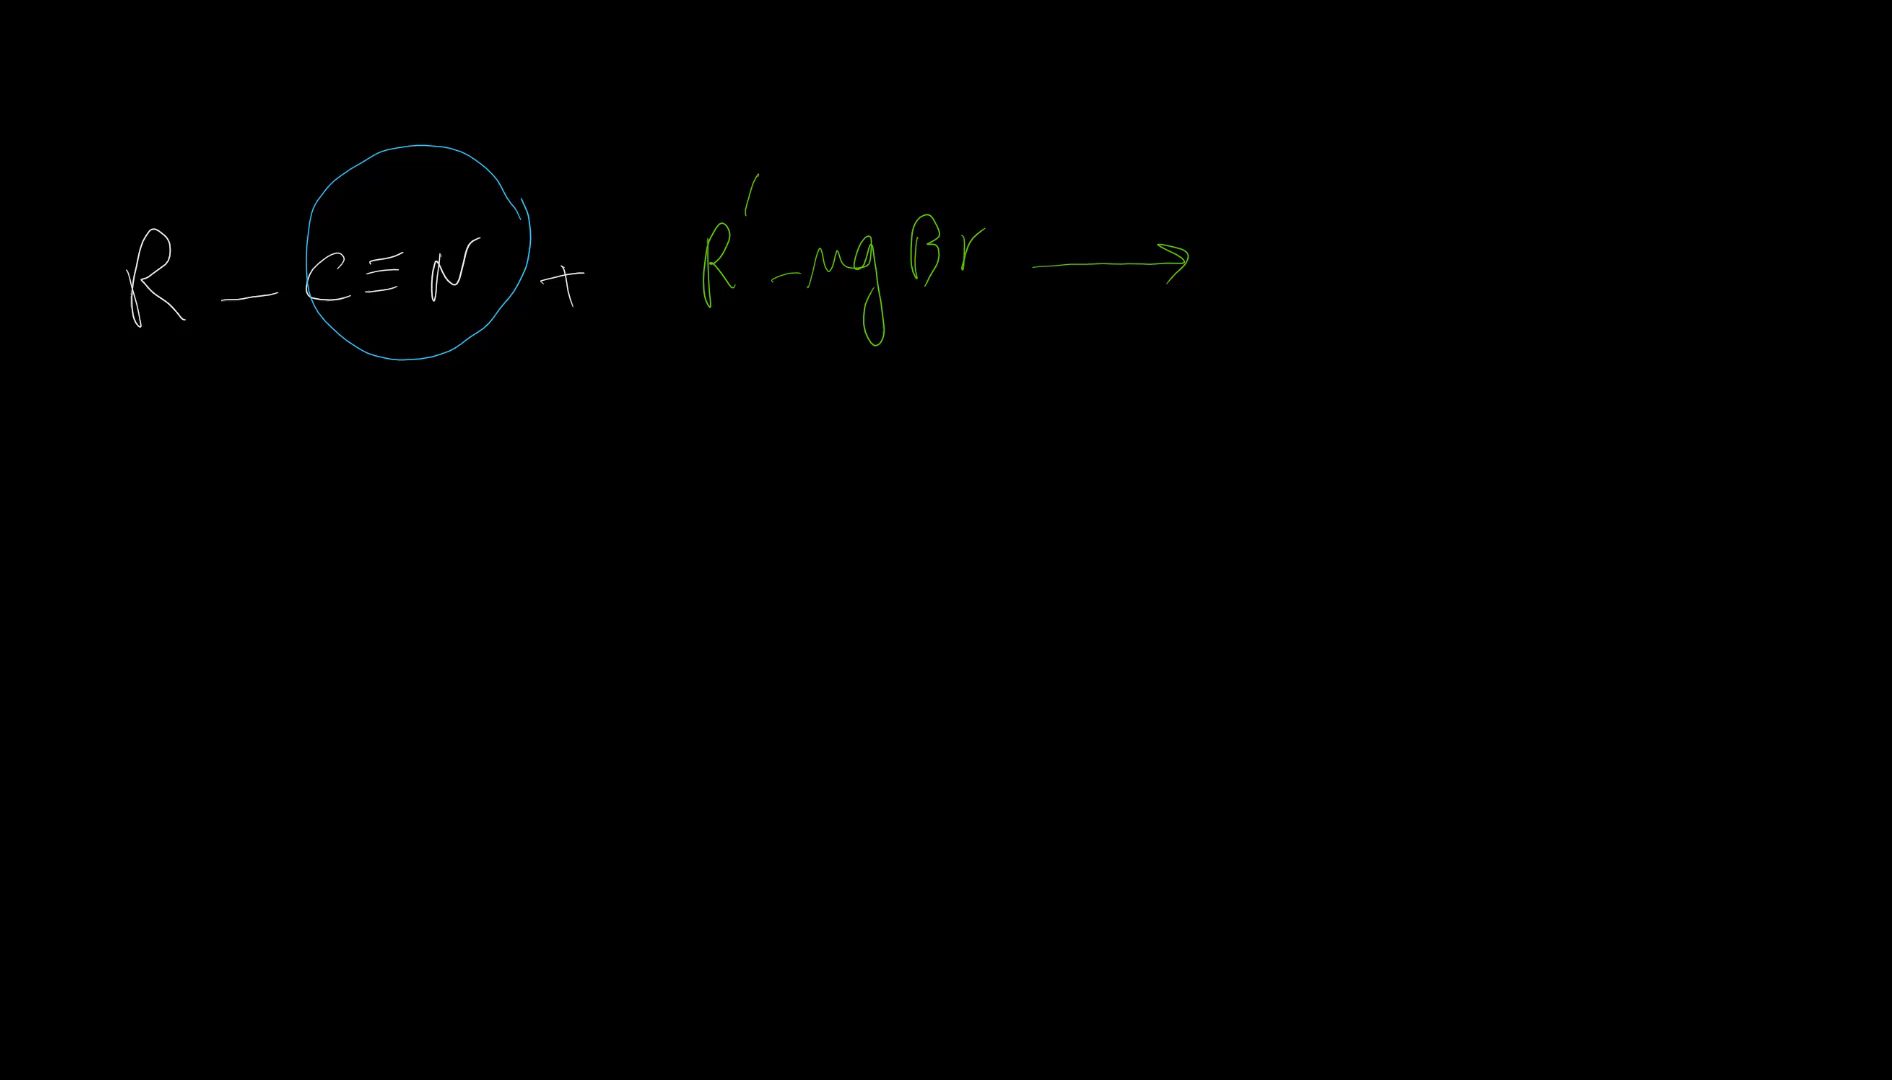 R — C≡N + R' — MgBr →